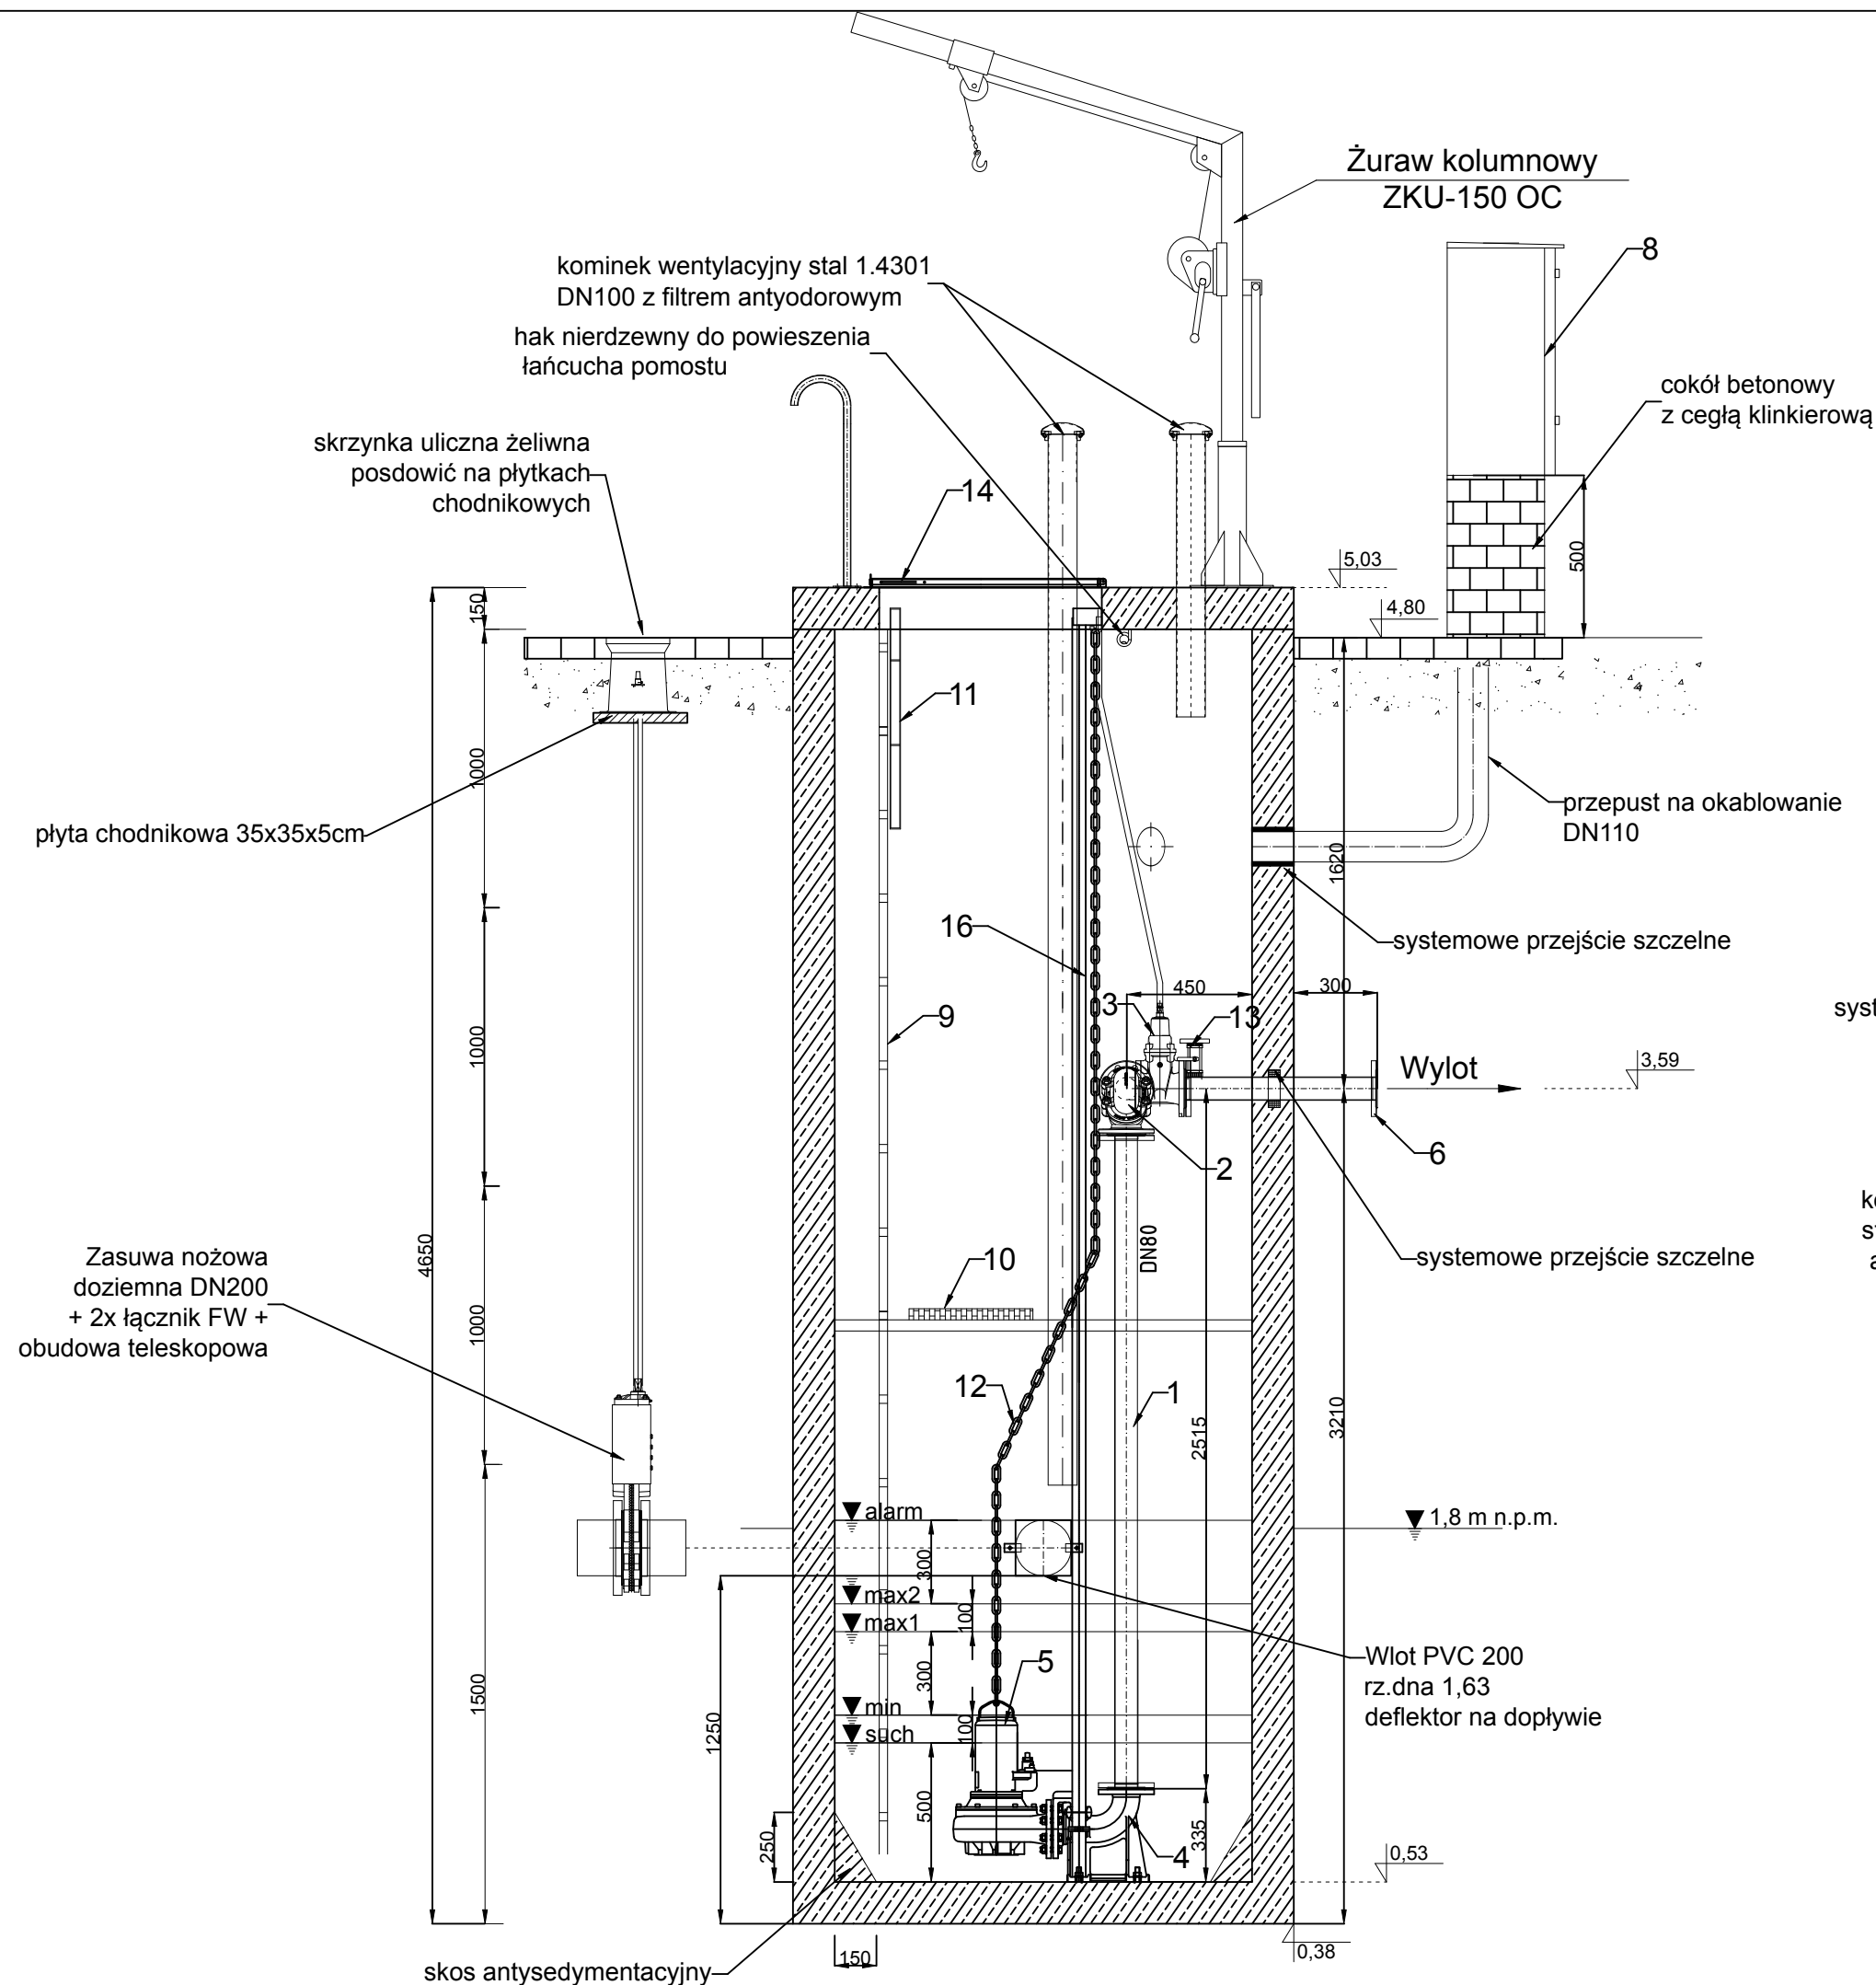 Żuraw kolumnowy
ZKU-150 OC
8
kominek wentylacyjny stal 1.4301
DN100 z filtrem antyodorowym
hak nierdzewny do powieszenia
łańcucha pomostu
cokół betonowy
z cegłą klinkierową
skrzynka uliczna żeliwna
posdowić na płytkach
chodnikowych
14
5,03
500
150
4,80
11
1000
płyta chodnikowa 35x35x5cm
przepust na okablowanie
DN110
1620
16
systemowe przejście szczelne
450
300
3
13
9
syst
1000
Wylot
3,59
2
6
DN80
4650
Zasuwa nożowa
doziemna DN200
+ 2x łącznik FW +
obudowa teleskopowa
systemowe przejście szczelne
10
1000
12
1
2515
3210
alarm
1,8 m n.p.m.
300
max2
100
max1
Wlot PVC 200
rz.dna 1,63
deflektor na dopływie
5
300
1500
min
100
such
1250
500
335
250
4
0,53
150
0,38
skos antysedymentacyjny